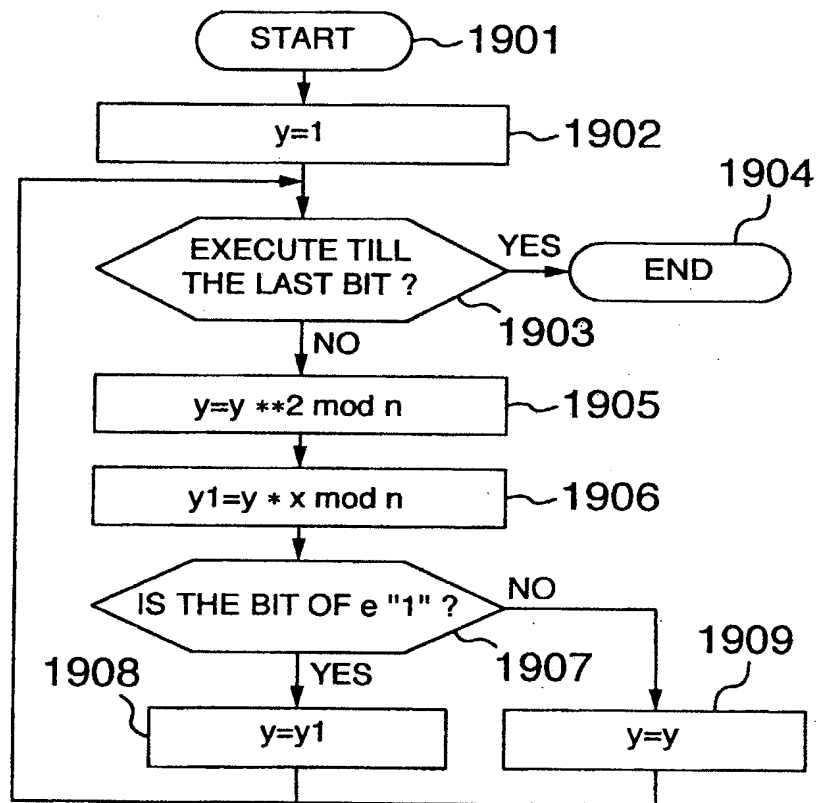 START
1901
y=1
1902
1904
EXECUTE TILL
THE LAST BIT ?
YES
END
1903
NO
y=y **2 mod n
1905
y1=y * x mod n
1906
IS THE BIT OF e "1" ?
NO
1907
1909
1908
YES
y=y1
y=y